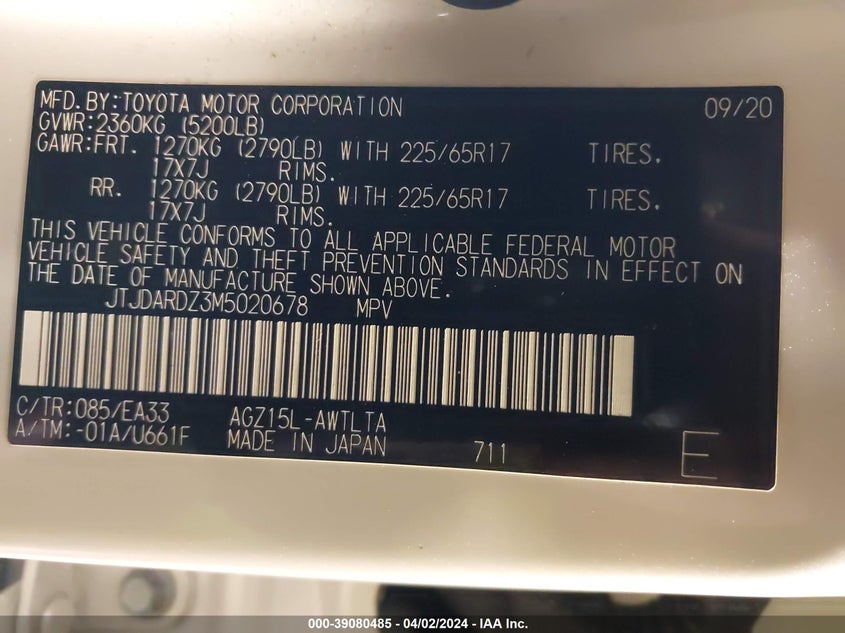 MFD.BY:TOYOTA MOTOR CORPORATION 09/20
GVWR:2360KG (5200LB)
GAWR:FRT. 1270KG (2790LB) WITH 225/65R17 TIRES.
17X7J RIMS.
RR. 1270KG (2790LB) WITH 225/65R17 TIRES.
17X7J RIMS.
THIS VEHICLE CONFORMS TO ALL APPLICABLE FEDERAL MOTOR
VEHICLE SAFETY AND THEFT PREVENTION STANDARDS IN EFFECT ON
THE DATE OF MANUFACTURE SHOWN ABOVE.
JTJDARDZ3M5020678 MPV
C/TR:085/EA33 AGZ15L-AWTLTA
A/TM:-01A/U661F MADE IN JAPAN 711 E
000-39080485 - 04/02/2024 - IAA Inc.